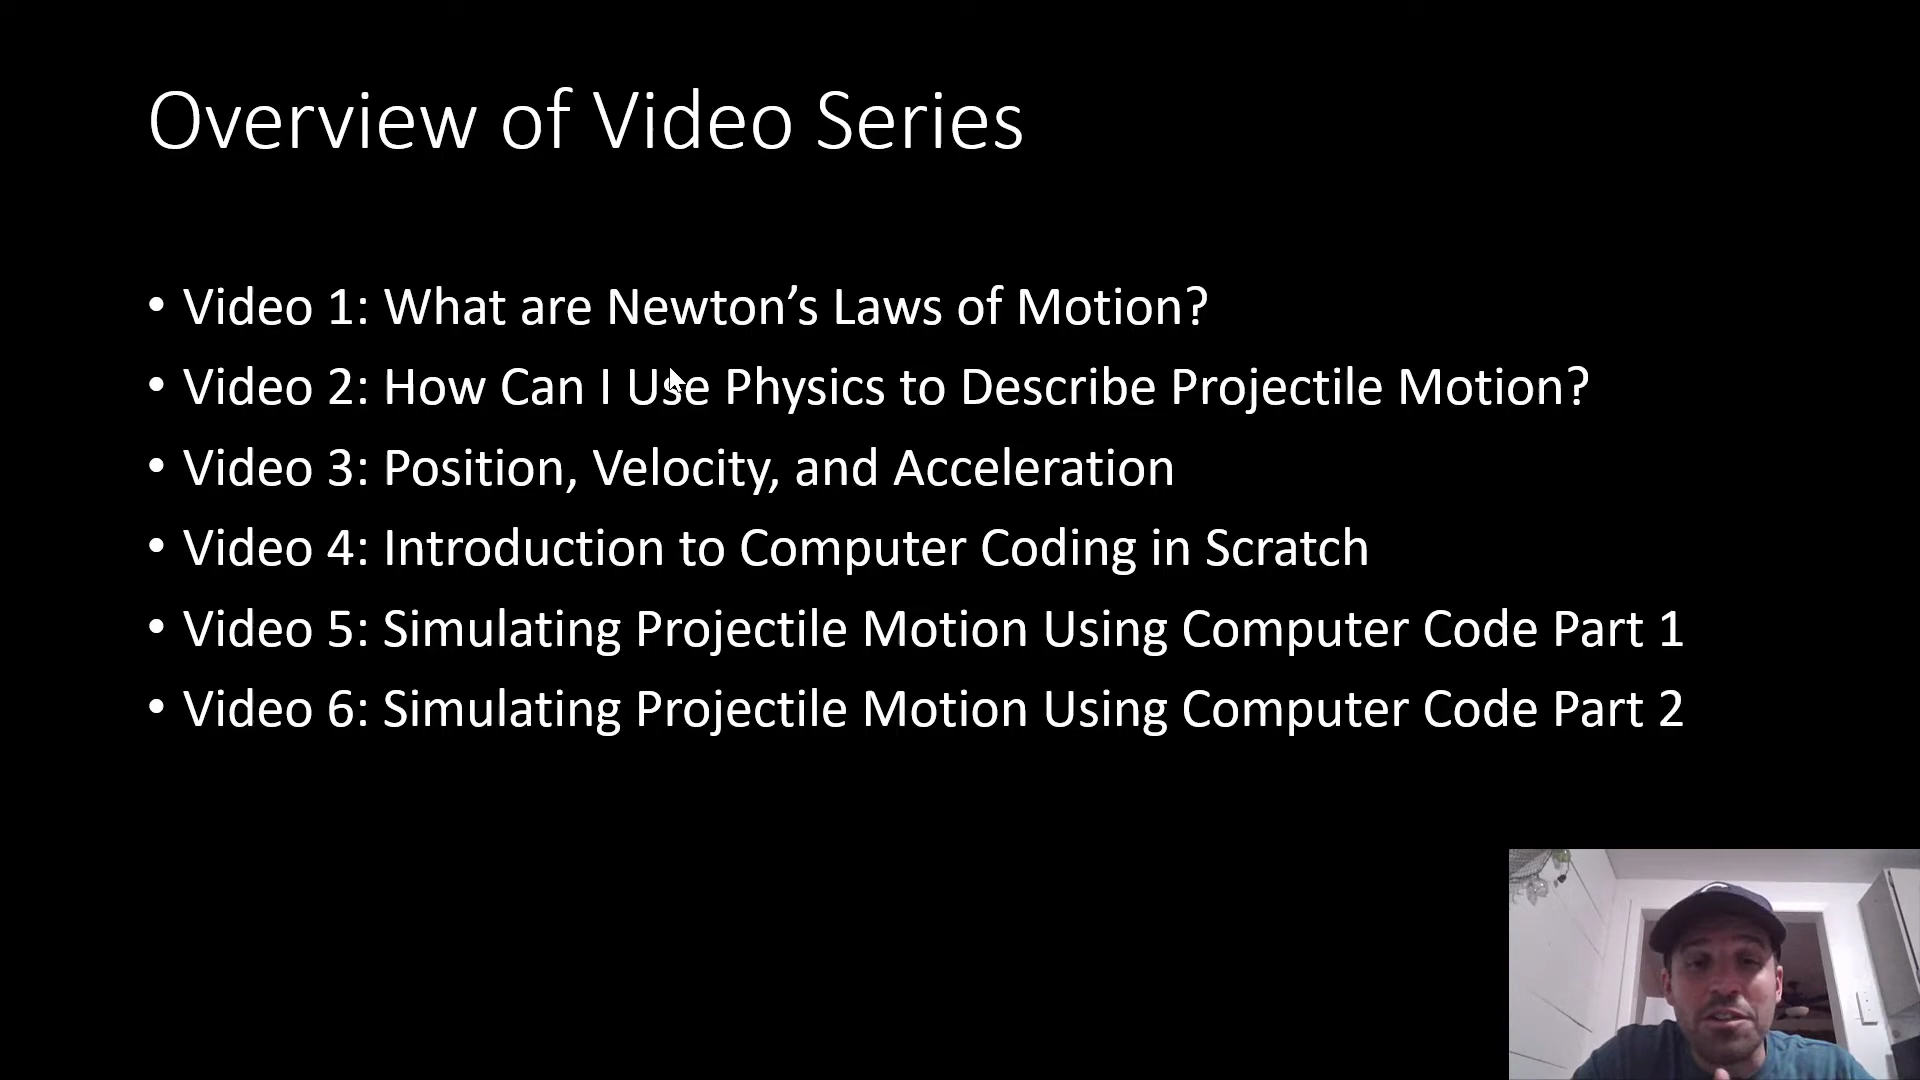 Overview of Video Series
• Video 1: What are Newton’s Laws of Motion?
• Video 2: How Can I Use Physics to Describe Projectile Motion?
• Video 3: Position, Velocity, and Acceleration
• Video 4: Introduction to Computer Coding in Scratch
• Video 5: Simulating Projectile Motion Using Computer Code Part 1
• Video 6: Simulating Projectile Motion Using Computer Code Part 2